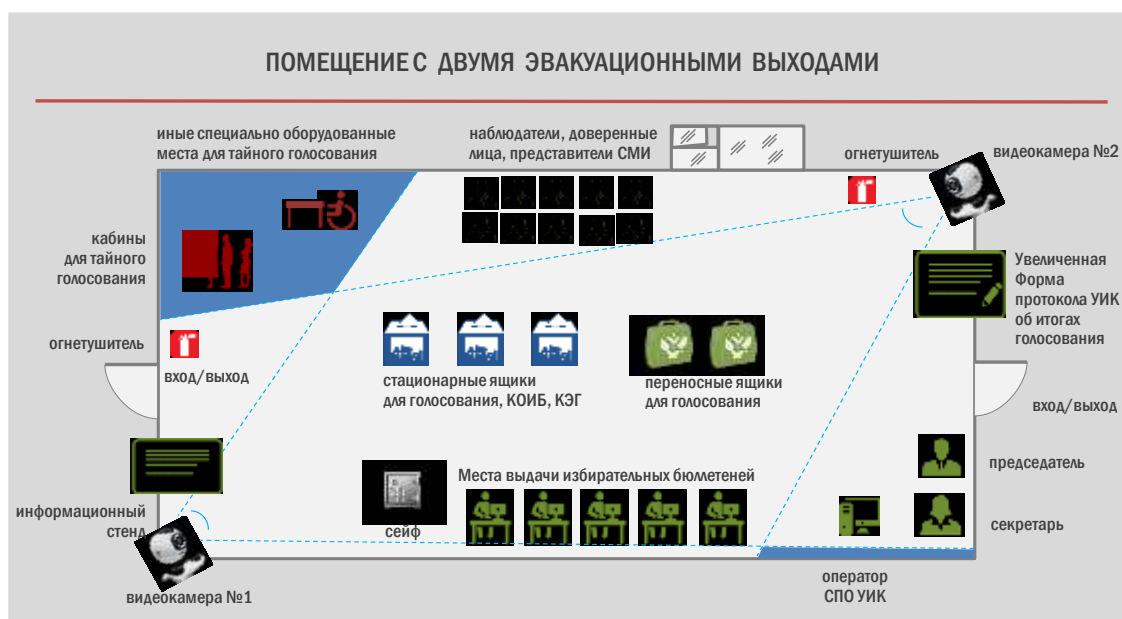 ПОМЕЩЕНИЕ С ДВУМЯ ЭВАКУАЦИОННЫМИ ВЫХОДАМИ
иные специально оборудованные
места для тайного голосования
наблюдатели, доверенные
лица, представители СМИ
огнетушитель
видеокамера №2
кабины
для тайного
голосования
Увеличенная
Форма
протокола УИК
об итогах
голосования
огнетушитель
вход/выход
стационарные ящики
для голосования, КОИБ, КЭГ
переносные ящики
для голосования
вход/выход
председатель
Места выдачи избирательных бюллетеней
информационный
стенд
сейф
секретарь
оператор
СПО УИК
видеокамера №1